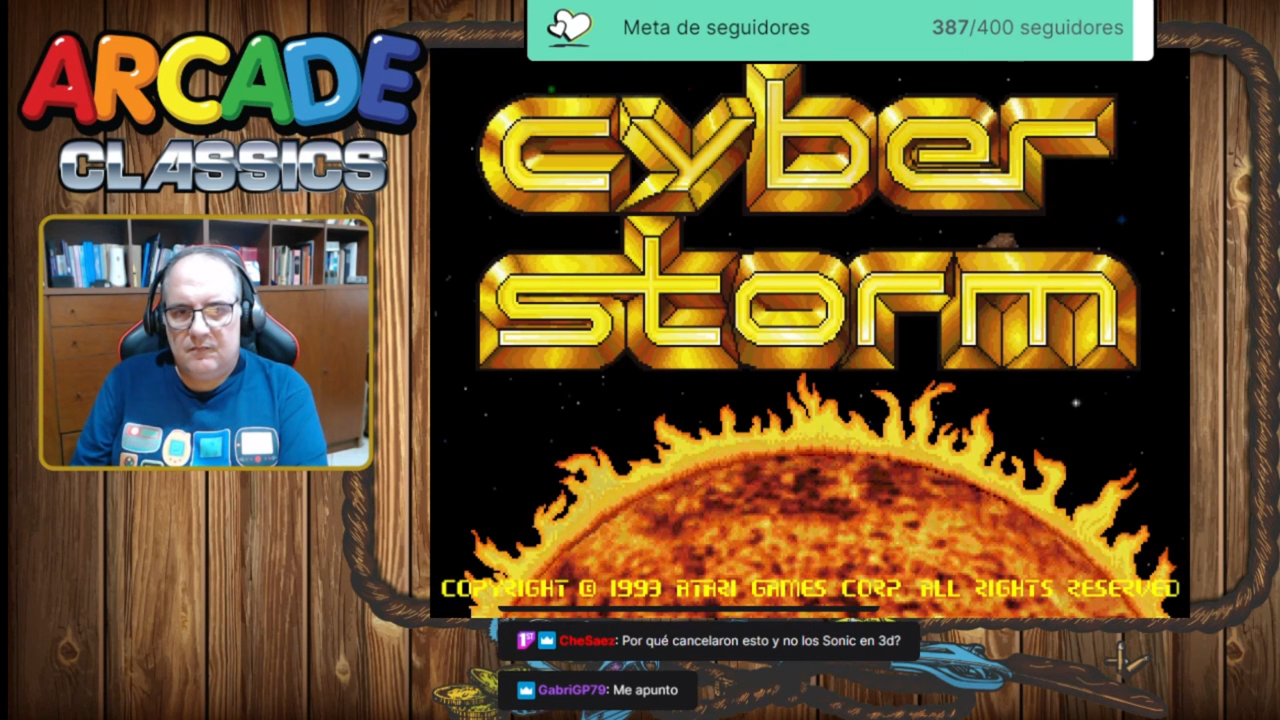 ARCADE
CLASSICS
Meta de seguidores
387/400 seguidores
cyber
storm
COPYRIGHT © 1993 ATARI GAMES CORP ALL RIGHTS RESERVED
1ST CheSaez: Por qué cancelaron esto y no los Sonic en 3d?
GabriGP79: Me apunto